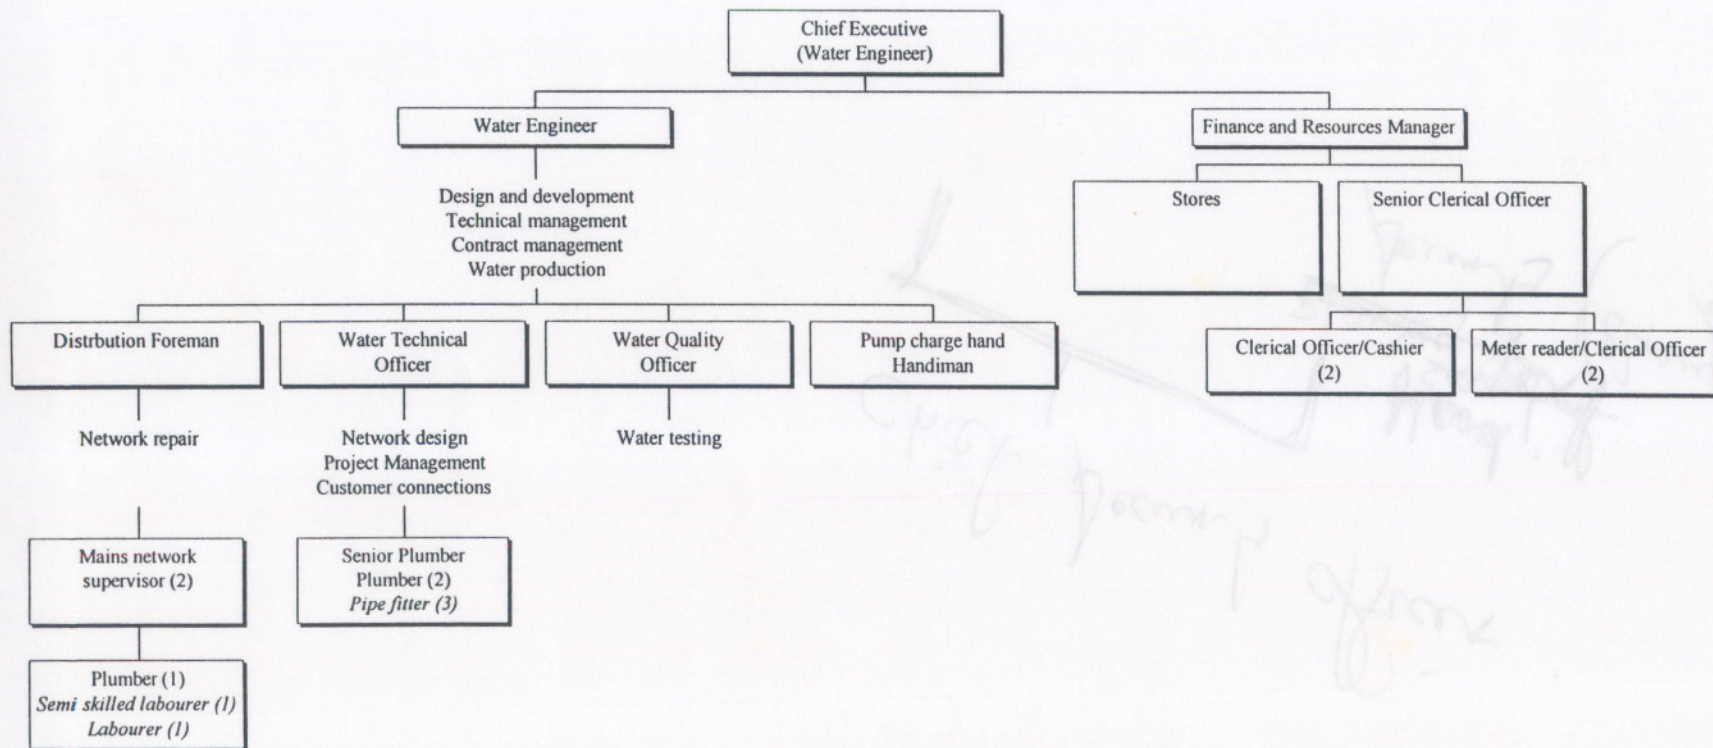 Chief Executive
(Water Engineer)
Water Engineer
Finance and Resources Manager
Design and development
Technical management
Contract management
Water production
Stores
Senior Clerical Officer
Distrbution Foreman
Water Technical
Officer
Water Quality
Officer
Pump charge hand
Handiman
Clerical Officer/Cashier
(2)
Meter reader/Clerical Officer
(2)
Network repair
Network design
Project Management
Customer connections
Water testing
Mains network
supervisor (2)
Senior Plumber
Plumber (2)
Pipe fitter (3)
Plumber (1)
Semi skilled labourer (1)
Labourer (1)